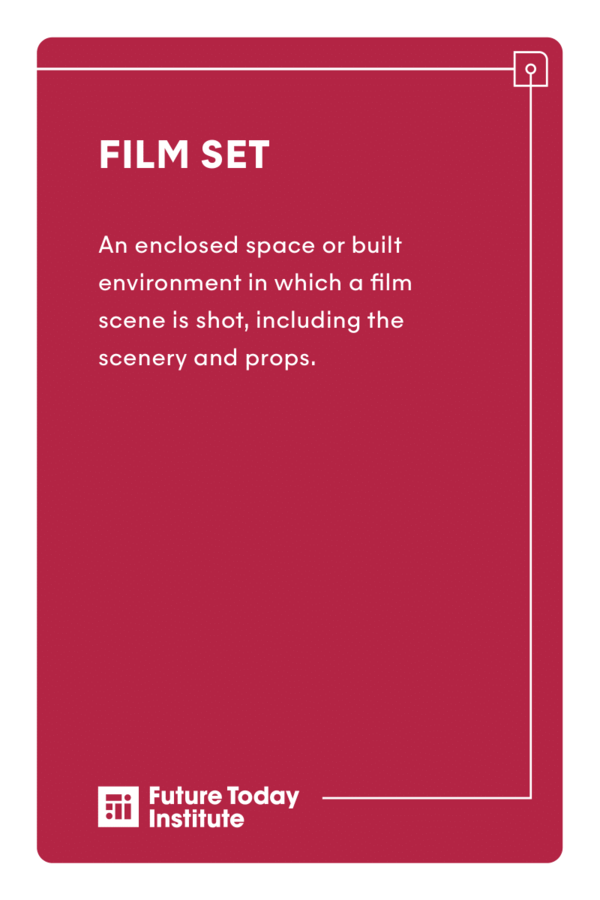 FILM SET
An enclosed space or built
environment in which a film
scene is shot, including the
scenery and props.
Future Today
Institute